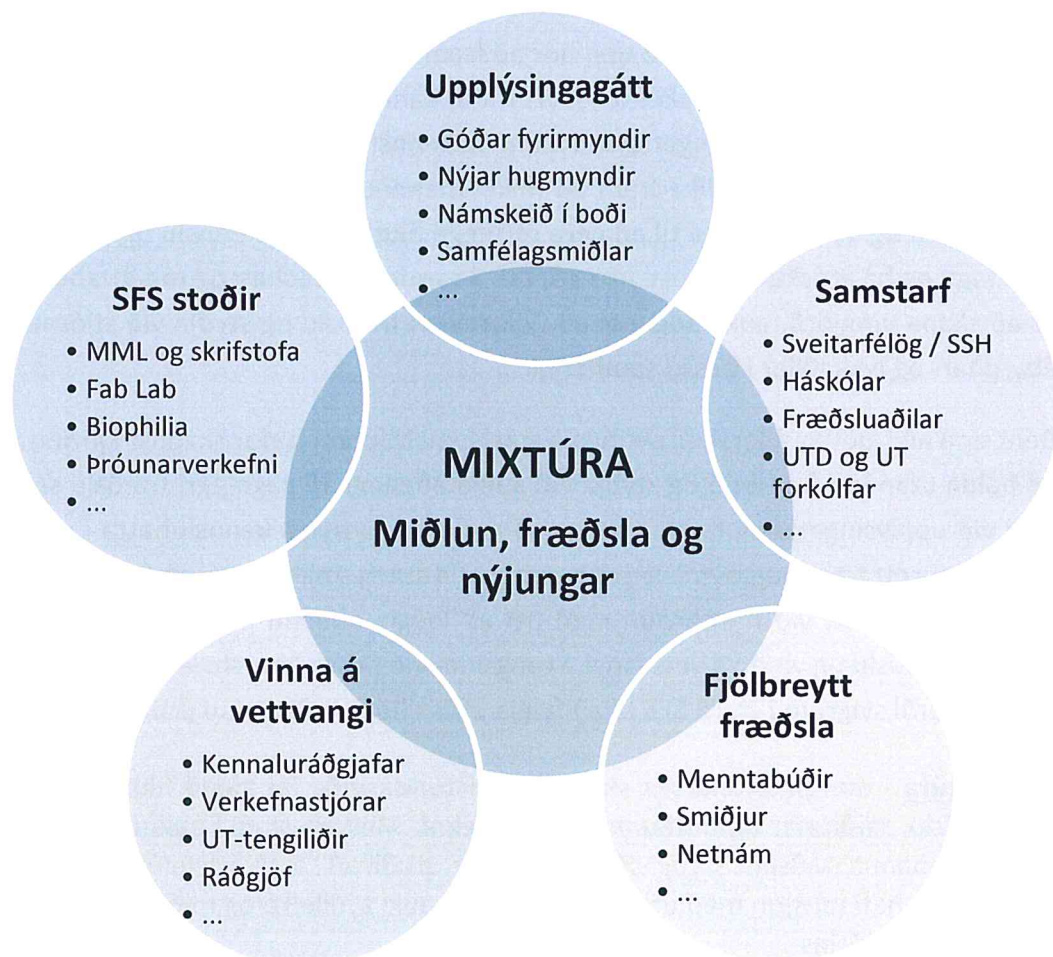 Upplýsingagátt
• Góðar fyrirmyndir
• Nýjar hugmyndir
• Námskeið í boði
• Samfélagsmiðlar
• ...
SFS stoðir
• MML og skrifstofa
• Fab Lab
• Biophilia
• Þróunarverkefni
• ...
Samstarf
• Sveitarfélög / SSH
• Háskólar
• Fræðsluaðilar
• UTD og UT
forkólfar
• ...
MIXTÚRA
Miðlun, fræðsla og
nýjungar
Vinna á
vettvangi
• Kennaluráðgjafar
• Verkefnastjórar
• UT-tengiliðir
• Ráðgjöf
• ...
Fjölbreytt
fræðsla
• Menntabúðir
• Smiðjur
• Netnám
• ...